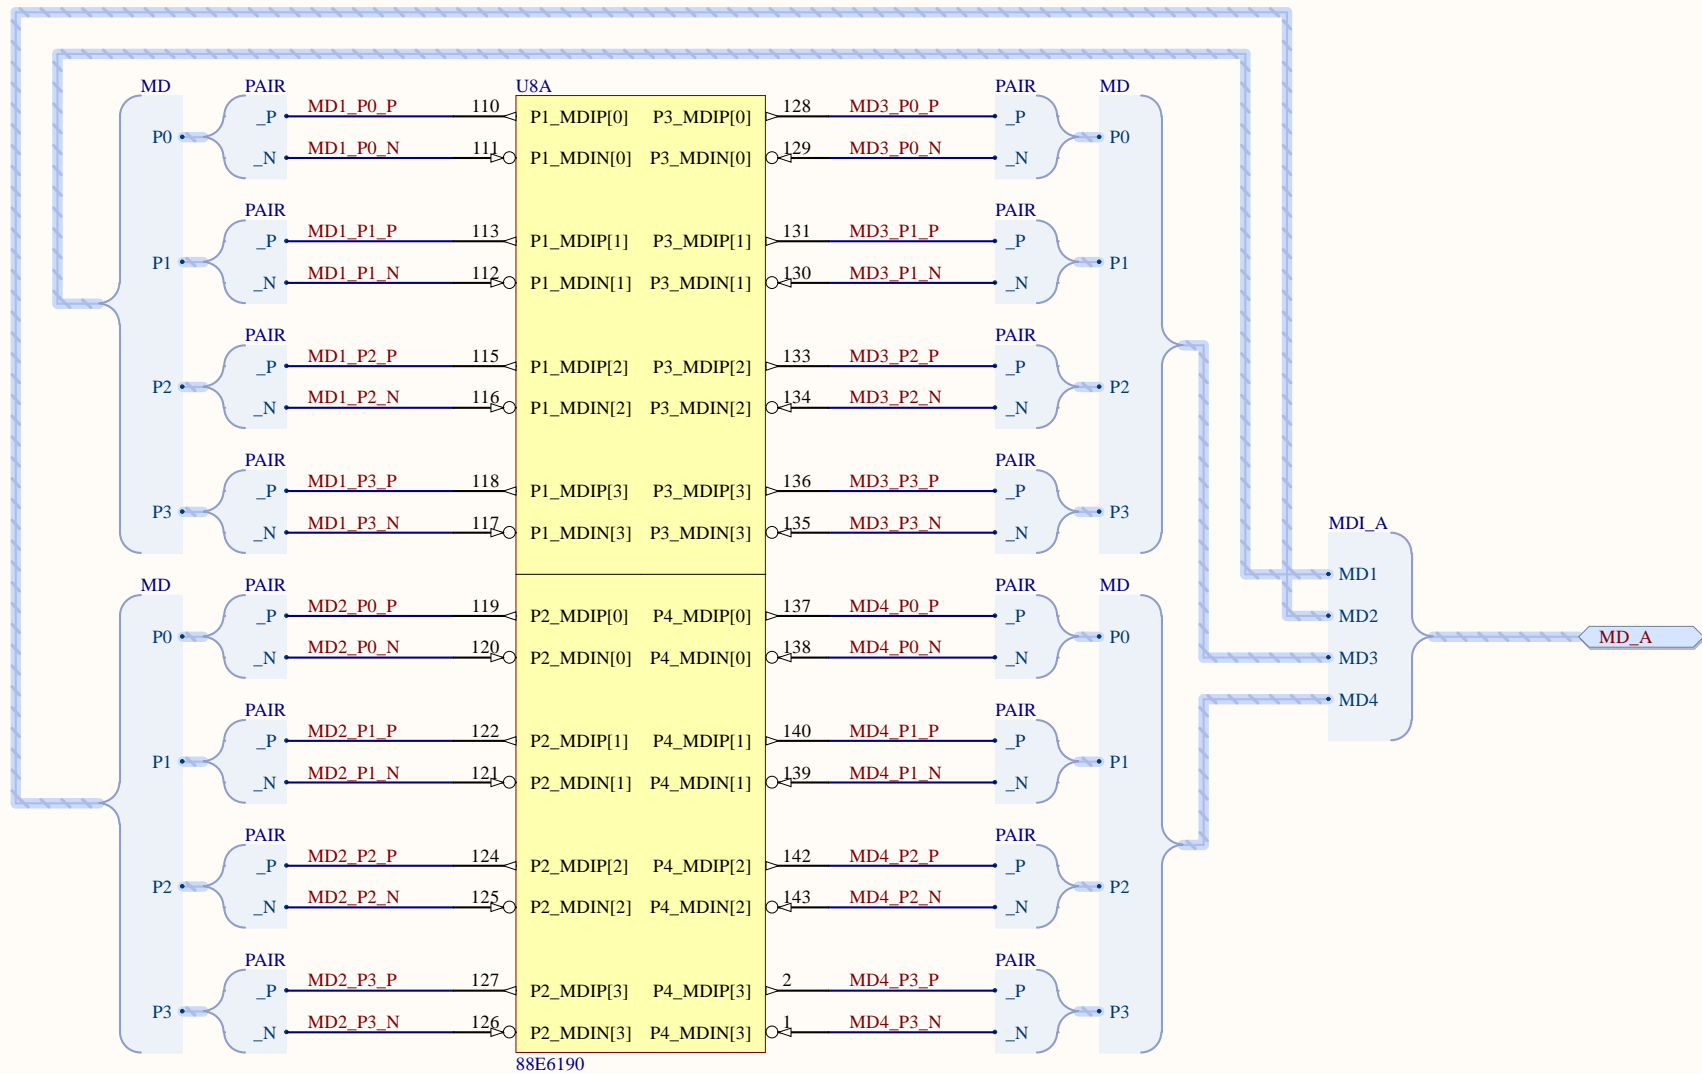 MD PAIR U8A PAIR MD
_P MD1_P0_P 110 P1_MDIP[0] P3_MDIP[0] 128 MD3_P0_P _P
P0 P0
_N MD1_P0_N 111 P1_MDIN[0] P3_MDIN[0] 129 MD3_P0_N _N
PAIR PAIR
_P MD1_P1_P 113 P1_MDIP[1] P3_MDIP[1] 131 MD3_P1_P _P
P1 P1
_N MD1_P1_N 112 P1_MDIN[1] P3_MDIN[1] 130 MD3_P1_N _N
PAIR PAIR
_P MD1_P2_P 115 P1_MDIP[2] P3_MDIP[2] 133 MD3_P2_P _P
P2 P2
_N MD1_P2_N 116 P1_MDIN[2] P3_MDIN[2] 134 MD3_P2_N _N
PAIR PAIR
_P MD1_P3_P 118 P1_MDIP[3] P3_MDIP[3] 136 MD3_P3_P _P
P3 P3
_N MD1_P3_N 117 P1_MDIN[3] P3_MDIN[3] 135 MD3_P3_N _N
MDI_A
MD1
MD PAIR PAIR MD
_P MD2_P0_P 119 P2_MDIP[0] P4_MDIP[0] 137 MD4_P0_P _P MD2
P0 P0 MD_A
_N MD2_P0_N 120 P2_MDIN[0] P4_MDIN[0] 138 MD4_P0_N _N MD3
MD4
PAIR PAIR
_P MD2_P1_P 122 P2_MDIP[1] P4_MDIP[1] 140 MD4_P1_P _P
P1 P1
_N MD2_P1_N 121 P2_MDIN[1] P4_MDIN[1] 139 MD4_P1_N _N
PAIR PAIR
_P MD2_P2_P 124 P2_MDIP[2] P4_MDIP[2] 142 MD4_P2_P _P
P2 P2
_N MD2_P2_N 125 P2_MDIN[2] P4_MDIN[2] 143 MD4_P2_N _N
PAIR PAIR
_P MD2_P3_P 127 P2_MDIP[3] P4_MDIP[3] 2 MD4_P3_P _P
P3 P3
_N MD2_P3_N 126 P2_MDIN[3] P4_MDIN[3] 1 MD4_P3_N _N
88E6190